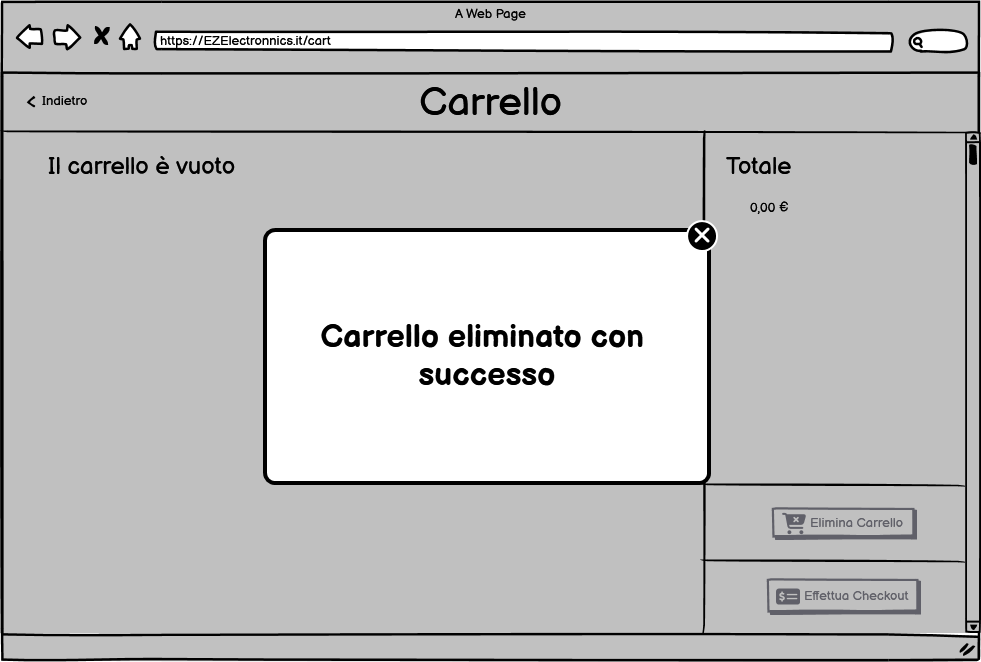 A Web Page
https://EZElectronnics.it/cart
Indietro
Carrello
Il carrello è vuoto
Totale
0,00 €
Carrello eliminato con
successo
Elimina Carrello
Effettua Checkout